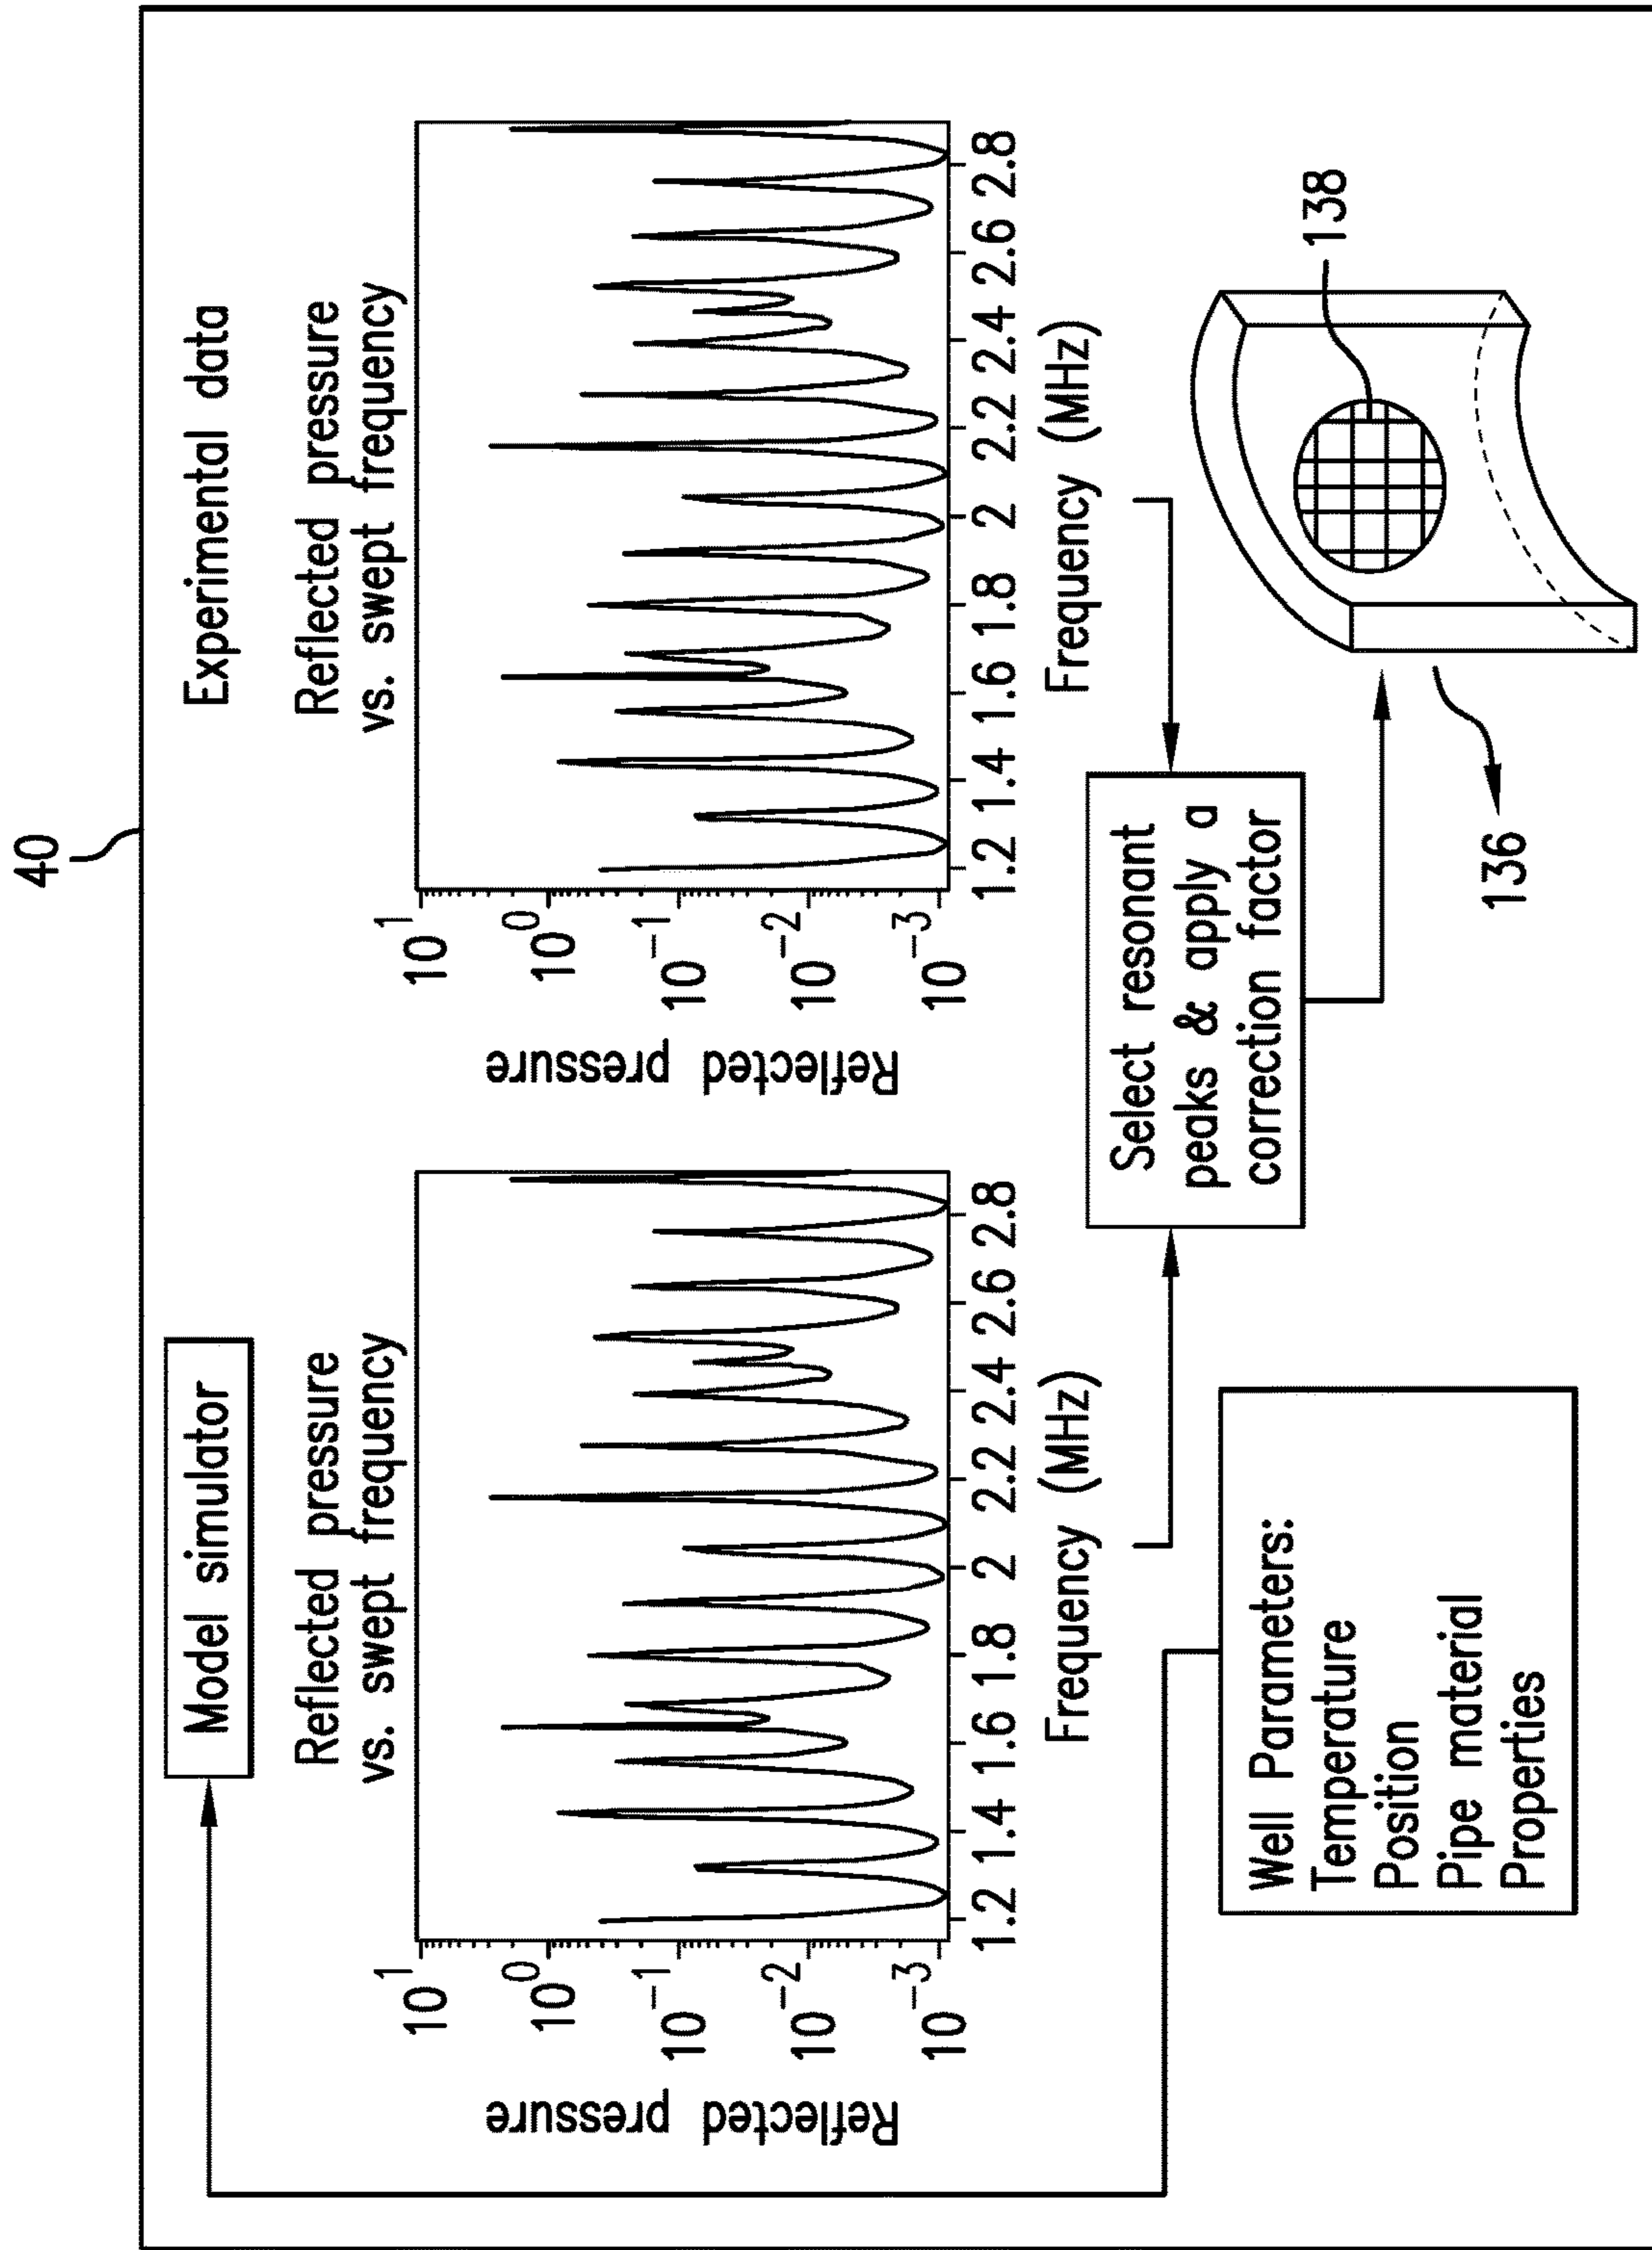 40
Model simulator
Experimental data
Reflected pressure
vs. swept frequency
Reflected pressure
10^1
10^0
10^-1
10^-2
10^-3
1.2 1.4 1.6 1.8 2 2.2 2.4 2.6 2.8
Frequency (MHz)
Reflected pressure
vs. swept frequency
Reflected pressure
10^1
10^0
10^-1
10^-2
10^-3
1.2 1.4 1.6 1.8 2 2.2 2.4 2.6 2.8
Frequency (MHz)
Well Parameters:
Temperature
Position
Pipe material
Properties
Select resonant
peaks & apply a
correction factor
136
138